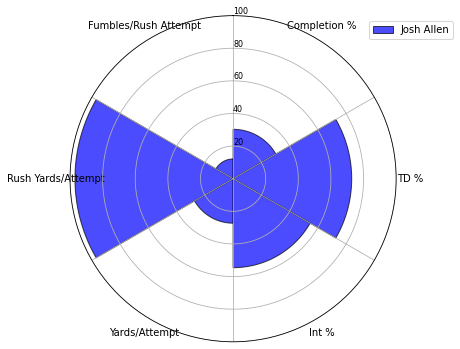 100
Fumbles/Rush Attempt
Completion %
Josh Allen
80
60
40
20
Rush Yards/Attempt
TD %
Yards/Attempt
Int %